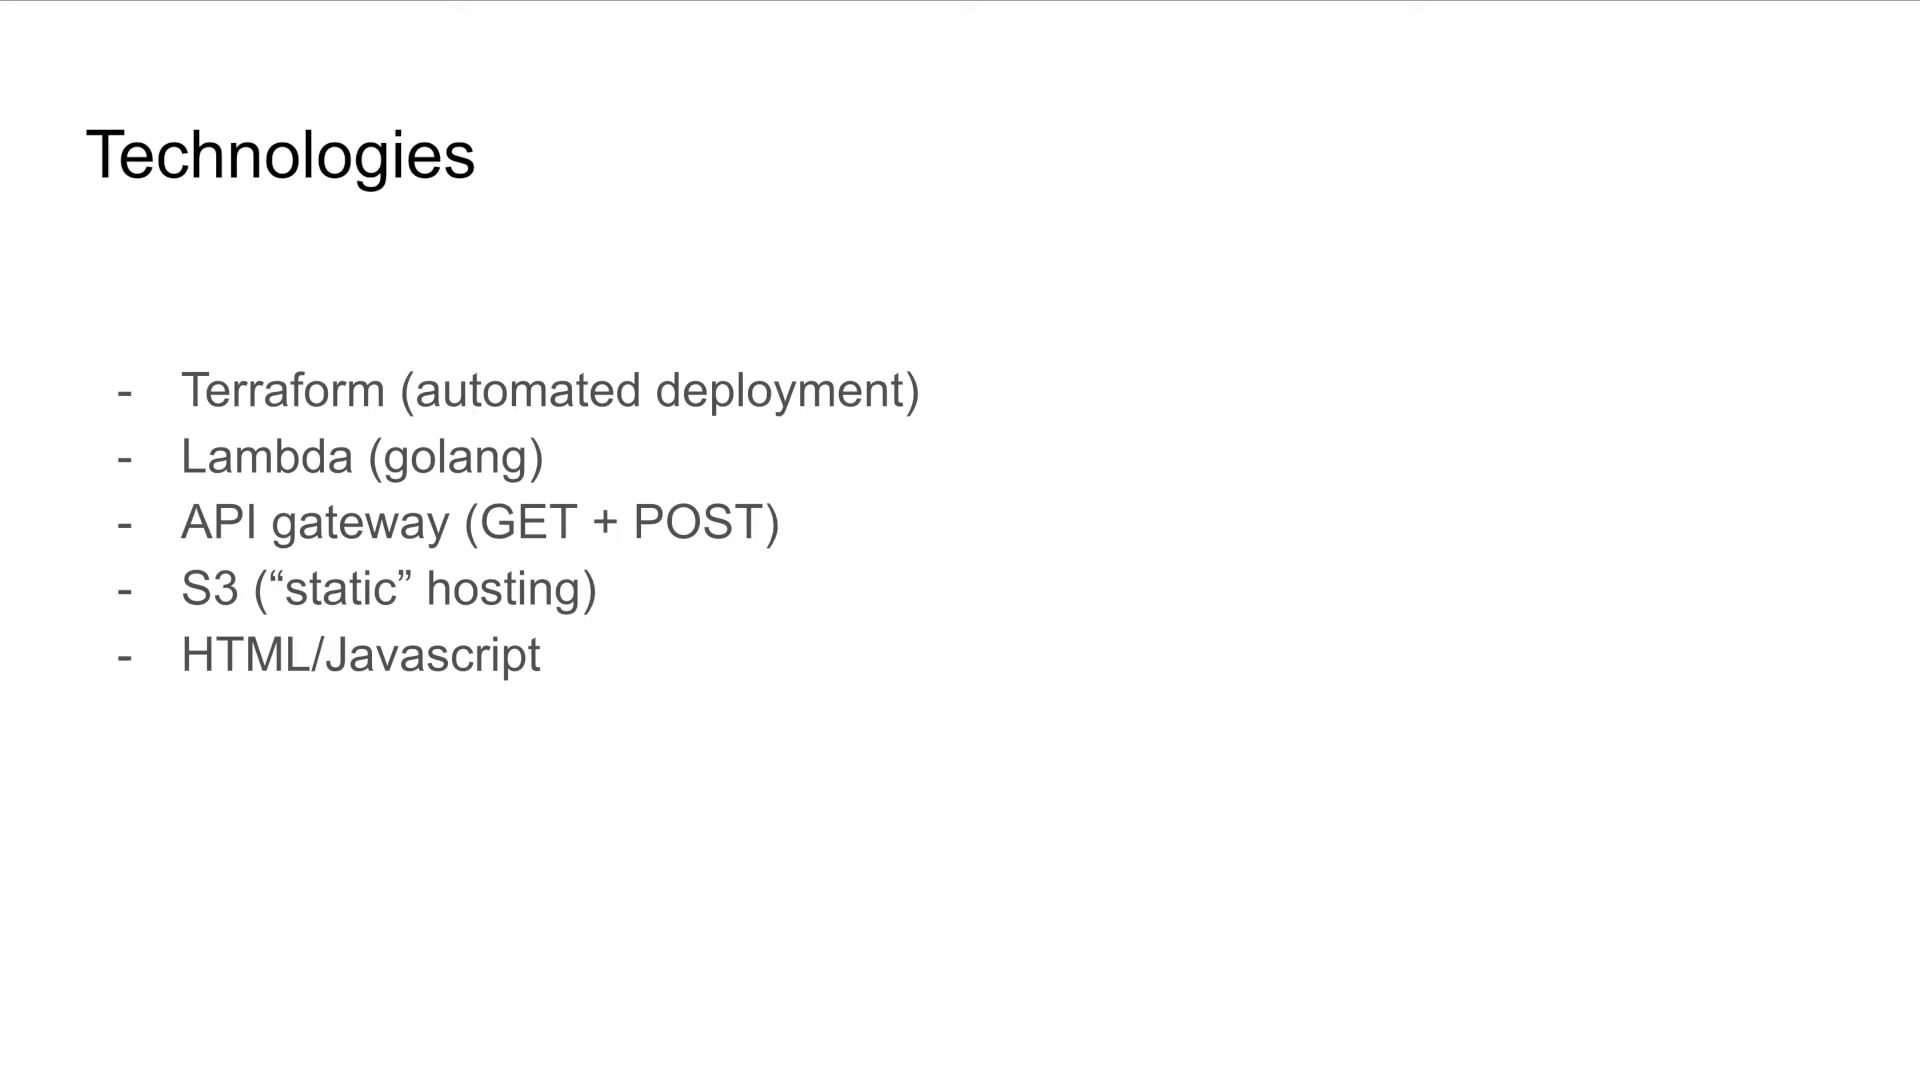 Technologies
- Terraform (automated deployment)
- Lambda (golang)
- API gateway (GET + POST)
- S3 (“static” hosting)
- HTML/Javascript